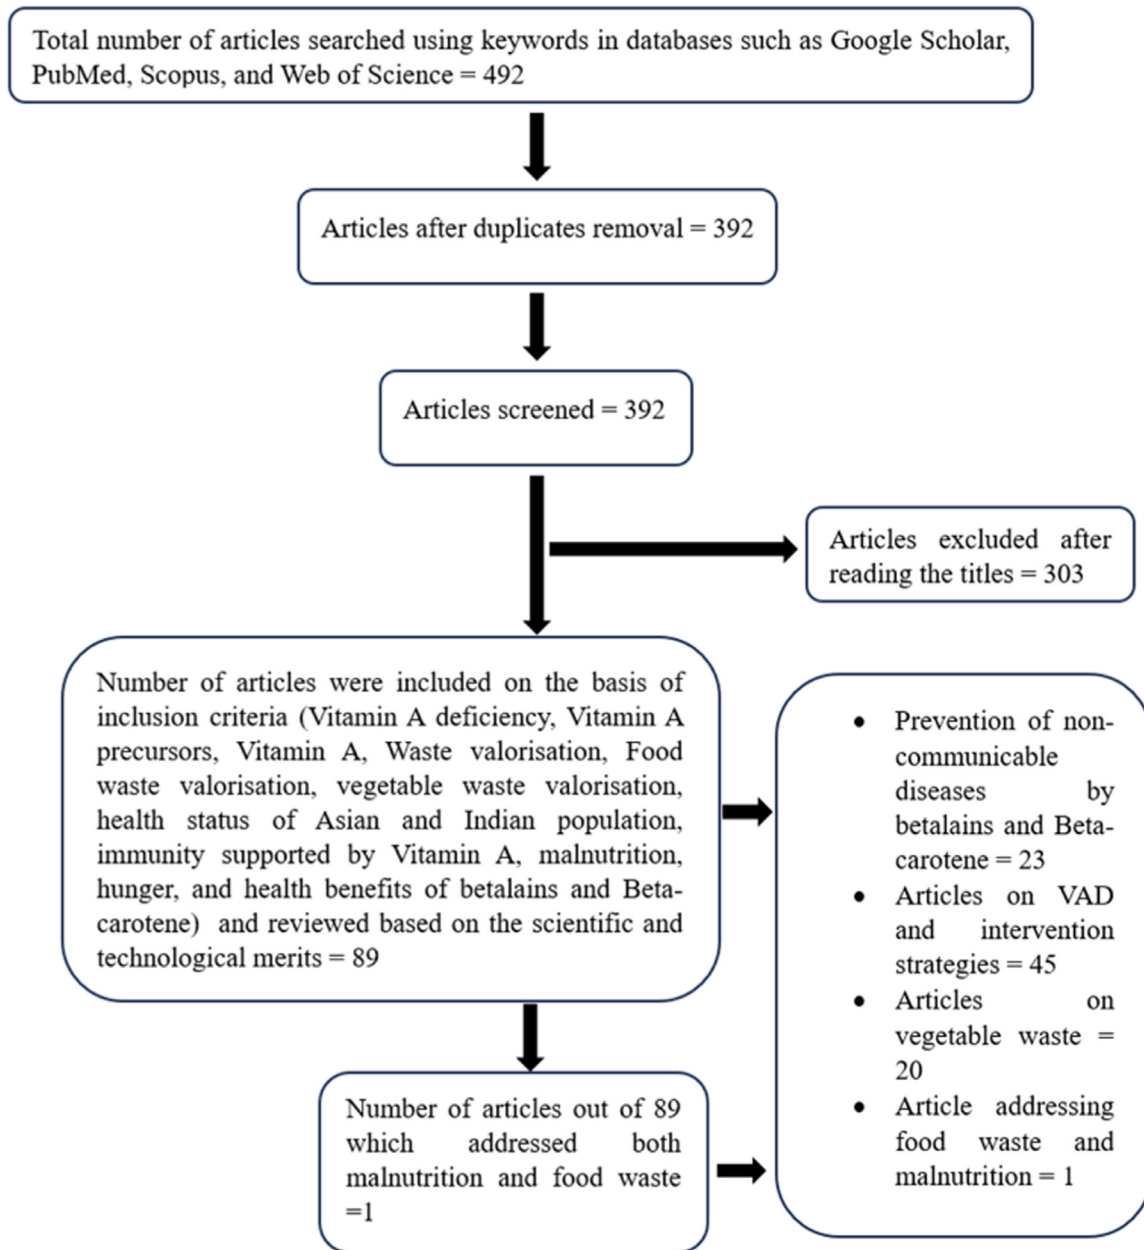 Total number of articles searched using keywords in databases such as Google Scholar,
PubMed, Scopus, and Web of Science = 492
Articles after duplicates removal = 392
Articles screened = 392
Articles excluded after
reading the titles = 303
Number of articles were included on the basis of
inclusion criteria (Vitamin A deficiency, Vitamin A
precursors, Vitamin A, Waste valorisation, Food
waste valorisation, vegetable waste valorisation,
health status of Asian and Indian population,
immunity supported by Vitamin A, malnutrition,
hunger, and health benefits of betalains and Beta-
carotene) and reviewed based on the scientific and
technological merits = 89
• Prevention of non-
communicable
diseases by
betalains and Beta-
carotene = 23
• Articles on VAD
and intervention
strategies = 45
• Articles on
vegetable waste =
20
• Article addressing
food waste and
malnutrition = 1
Number of articles out of 89
which addressed both
malnutrition and food waste
=1